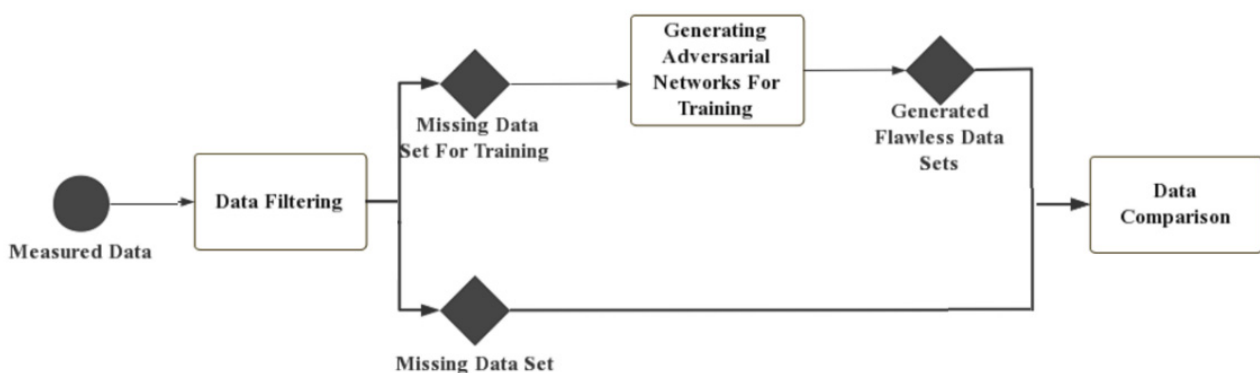 Measured Data
Data Filtering
Missing Data
Set For Training
Generating
Adversarial
Networks For
Training
Generated
Flawless Data
Sets
Missing Data Set
Data
Comparison